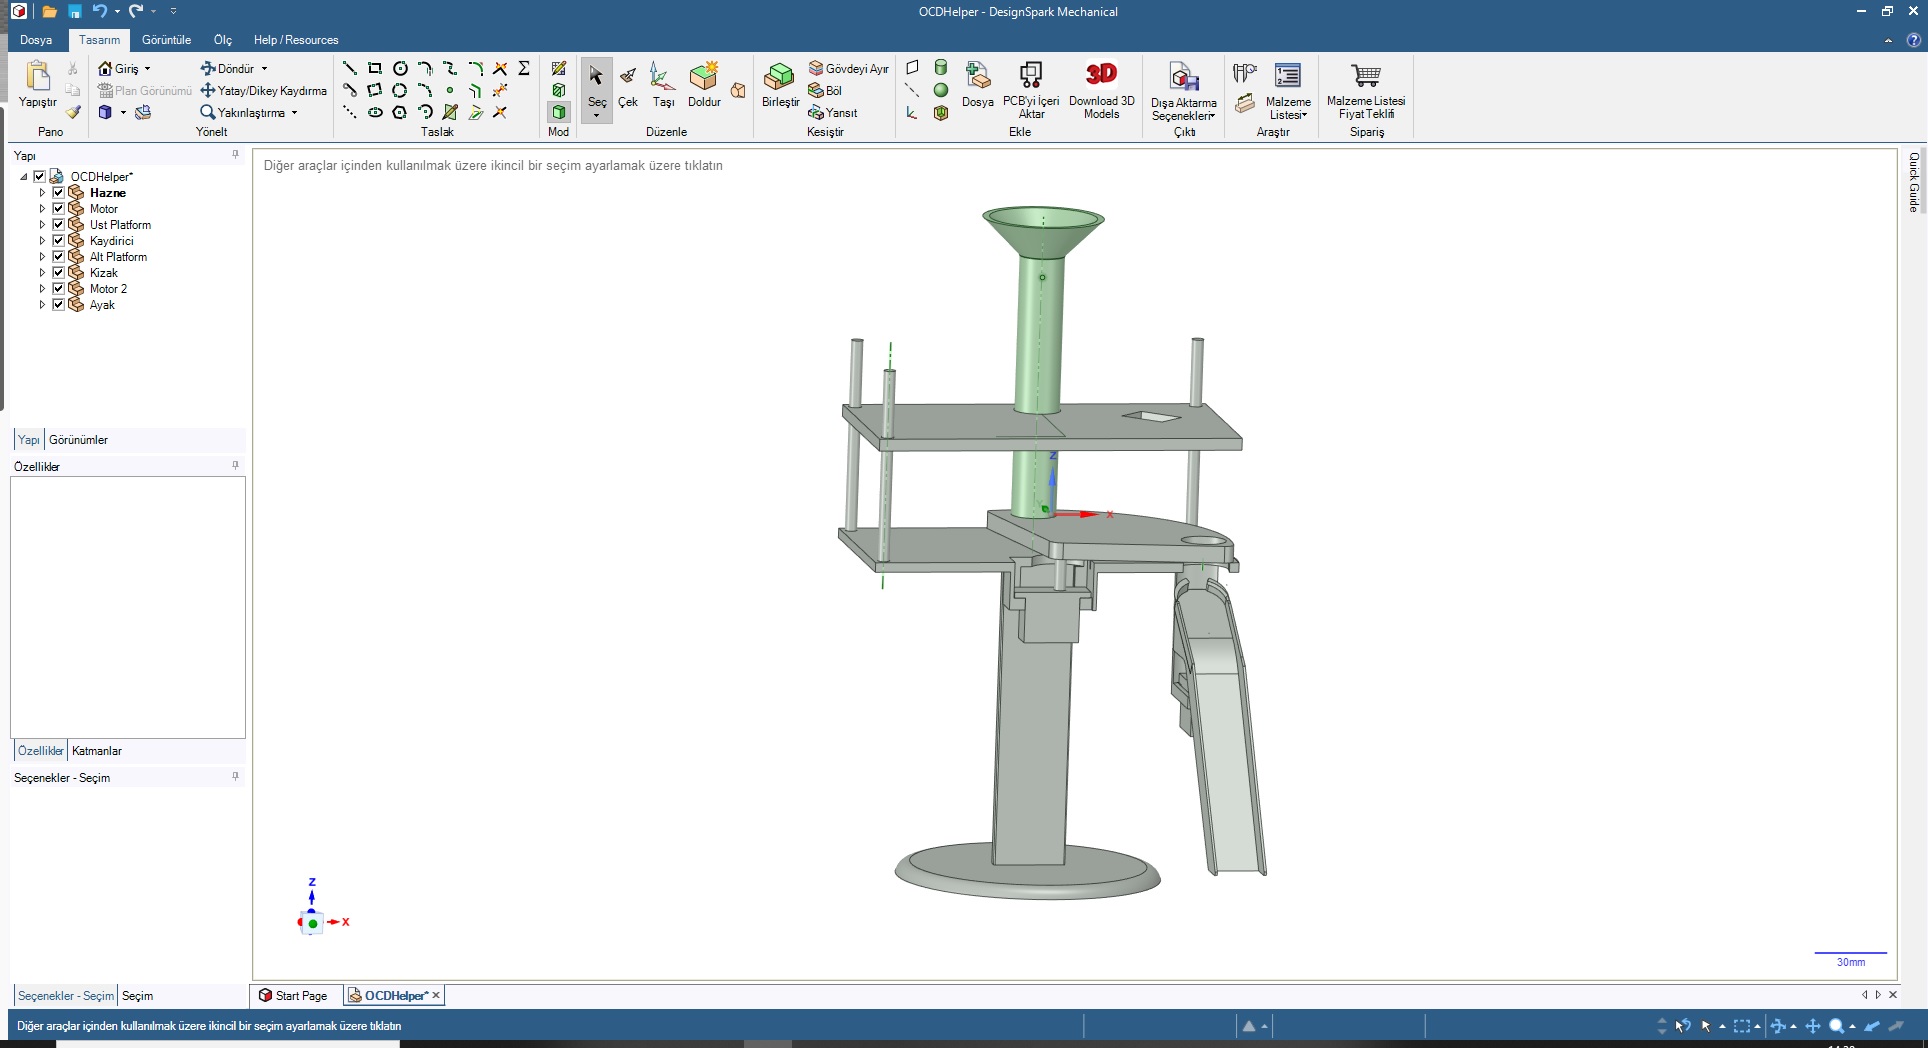 OCDHelper - DesignSpark Mechanical
Dosya Tasarım Görüntüle Ölç Help / Resources
Yapıştır
Pano
Giriş
Plan Görünümü
Döndür
Yatay/Dikey Kaydırma
Yakınlaştırma
Yönelt
Taslak
Mod
Seç Çek Taşı Doldur
Düzenle
Birleştir
Gövdeyi Ayır
Böl
Yansıt
Kesiştir
Dosya
PCB'yi İçeri Aktar
3D
Download 3D Models
Ekle
Dışa Aktarma Seçenekleri
Çıktı
Malzeme Listesi
Araştır
Malzeme Listesi Fiyat Teklifi
Sipariş
Yapı
OCDHelper*
Hazne
Motor
Ust Platform
Kaydirici
Alt Platform
Kizak
Motor 2
Ayak
Yapı Görünümler
Özellikler
Özellikler Katmanlar
Seçenekler - Seçim
Seçenekler - Seçim Seçim
Diğer araçlar içinden kullanılmak üzere ikincil bir seçim ayarlamak üzere tıklatın
Z
X
Z
X
30mm
Quick Guide
Start Page OCDHelper*
Diğer araçlar içinden kullanılmak üzere ikincil bir seçim ayarlamak üzere tıklatın